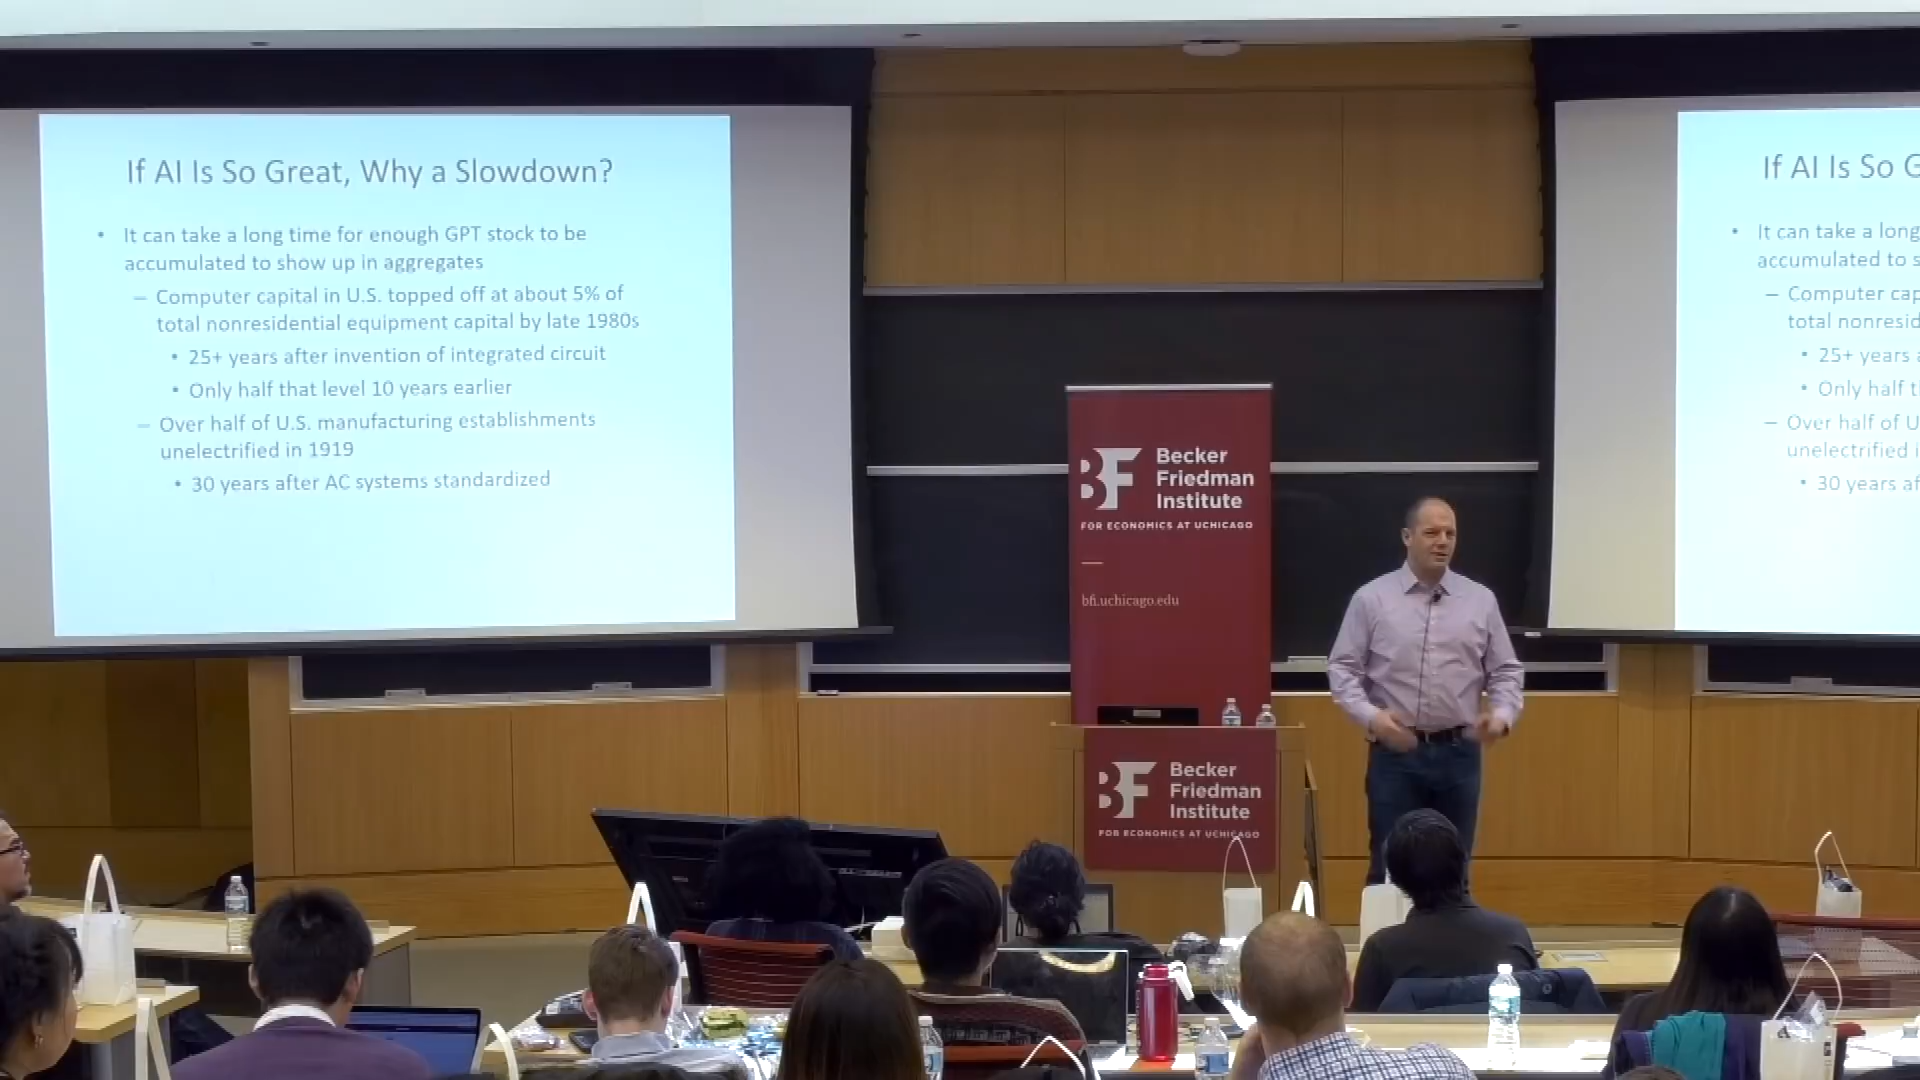 If AI Is So Great, Why a Slowdown?
• It can take a long time for enough GPT stock to be
accumulated to show up in aggregates
– Computer capital in U.S. topped off at about 5% of
total nonresidential equipment capital by late 1980s
• 25+ years after invention of integrated circuit
• Only half that level 10 years earlier
– Over half of U.S. manufacturing establishments
unelectrified in 1919
• 30 years after AC systems standardized
BF
Becker
Friedman
Institute
FOR ECONOMICS AT UCHICAGO
bfi.uchicago.edu
BF
Becker
Friedman
Institute
FOR ECONOMICS AT UCHICAGO
If AI Is So G
• It can take a long
accumulated to s
– Computer cap
total nonresid
• 25+ years a
• Only half t
– Over half of U
unelectrified i
• 30 years af